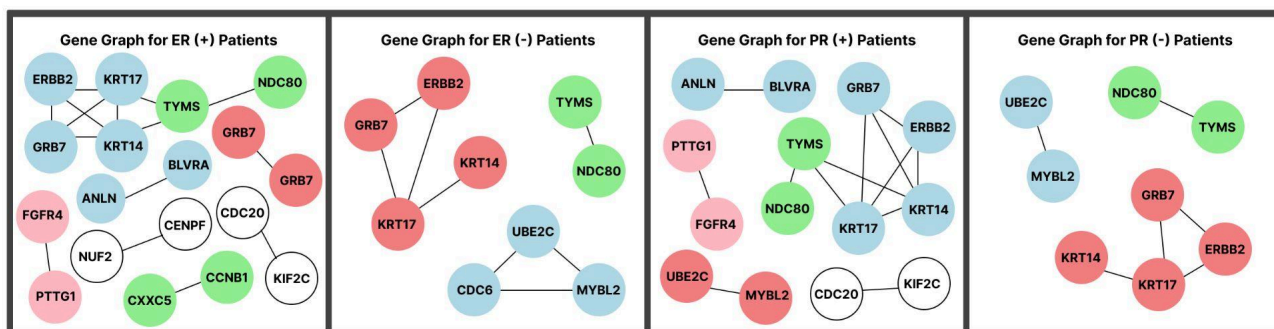 Gene Graph for ER (+) Patients
ERBB2
KRT17
NDC80
TYMS
GRB7
GRB7
KRT14
BLVRA
GRB7
ANLN
FGFR4
CENPF
CDC20
NUF2
CCNB1
KIF2C
PTTG1
CXXC5
Gene Graph for ER (-) Patients
ERBB2
TYMS
GRB7
KRT14
NDC80
KRT17
UBE2C
CDC6
MYBL2
Gene Graph for PR (+) Patients
ANLN
BLVRA
GRB7
ERBB2
PTTG1
TYMS
NDC80
KRT14
FGFR4
KRT17
UBE2C
MYBL2
CDC20
KIF2C
Gene Graph for PR (-) Patients
UBE2C
NDC80
TYMS
MYBL2
GRB7
KRT14
ERBB2
KRT17